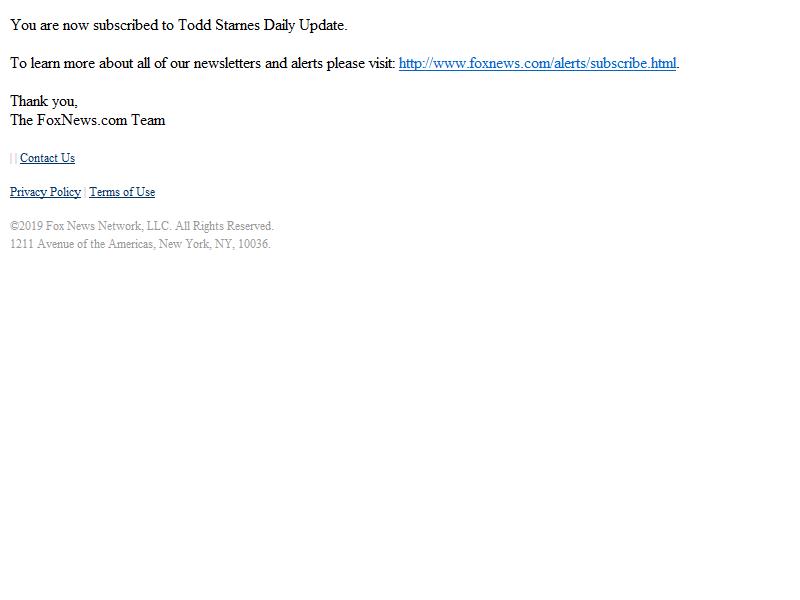 You are now subscribed to Todd Starnes Daily Update.
To learn more about all of our newsletters and alerts please visit: http://www.foxnews.com/alerts/subscribe.html.
Thank you,
The FoxNews.com Team
| | Contact Us
Privacy Policy | Terms of Use
©2019 Fox News Network, LLC. All Rights Reserved.
1211 Avenue of the Americas, New York, NY, 10036.